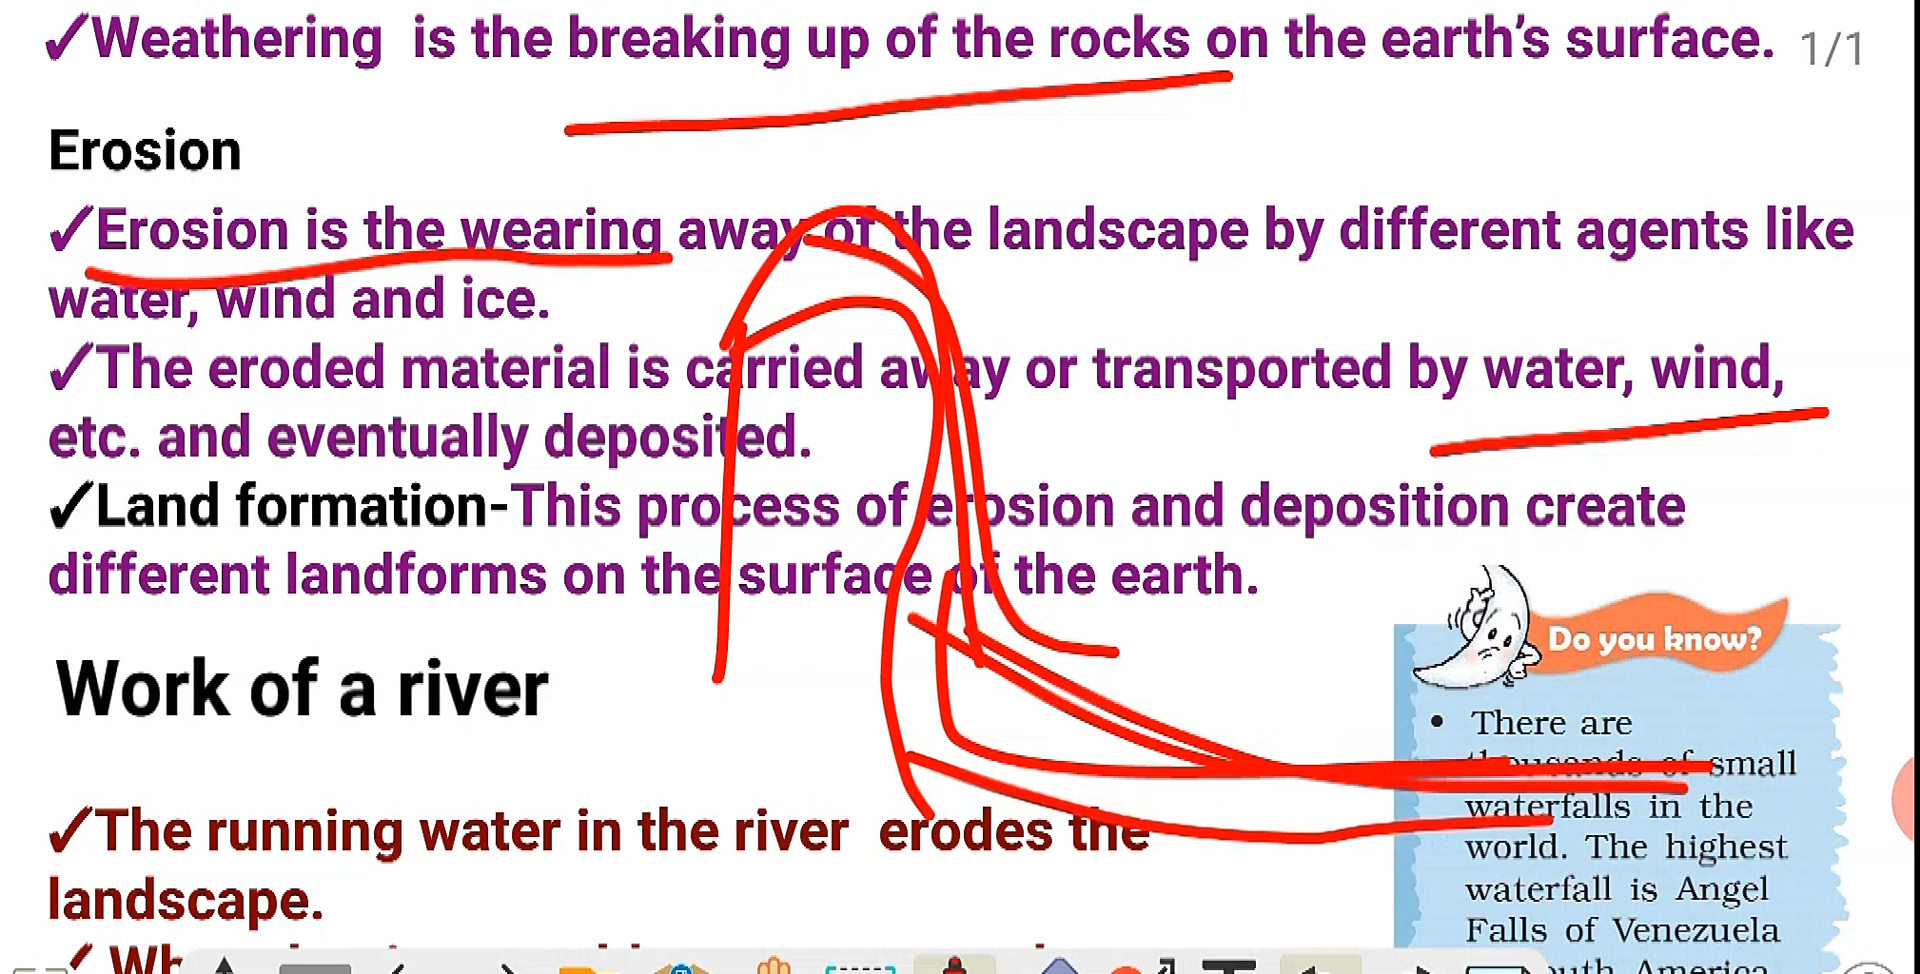 ✓Weathering is the breaking up of the rocks on the earth's surface. 1/1
Erosion
✓Erosion is the wearing away of the landscape by different agents like
water, wind and ice.
✓The eroded material is carried away or transported by water, wind,
etc. and eventually deposited.
✓Land formation-This process of erosion and deposition create
different landforms on the surface of the earth.
Work of a river
✓The running water in the river erodes the
landscape.
Do you know?
• There are
thousands of small
waterfalls in the
world. The highest
waterfall is Angel
Falls of Venezuela
America